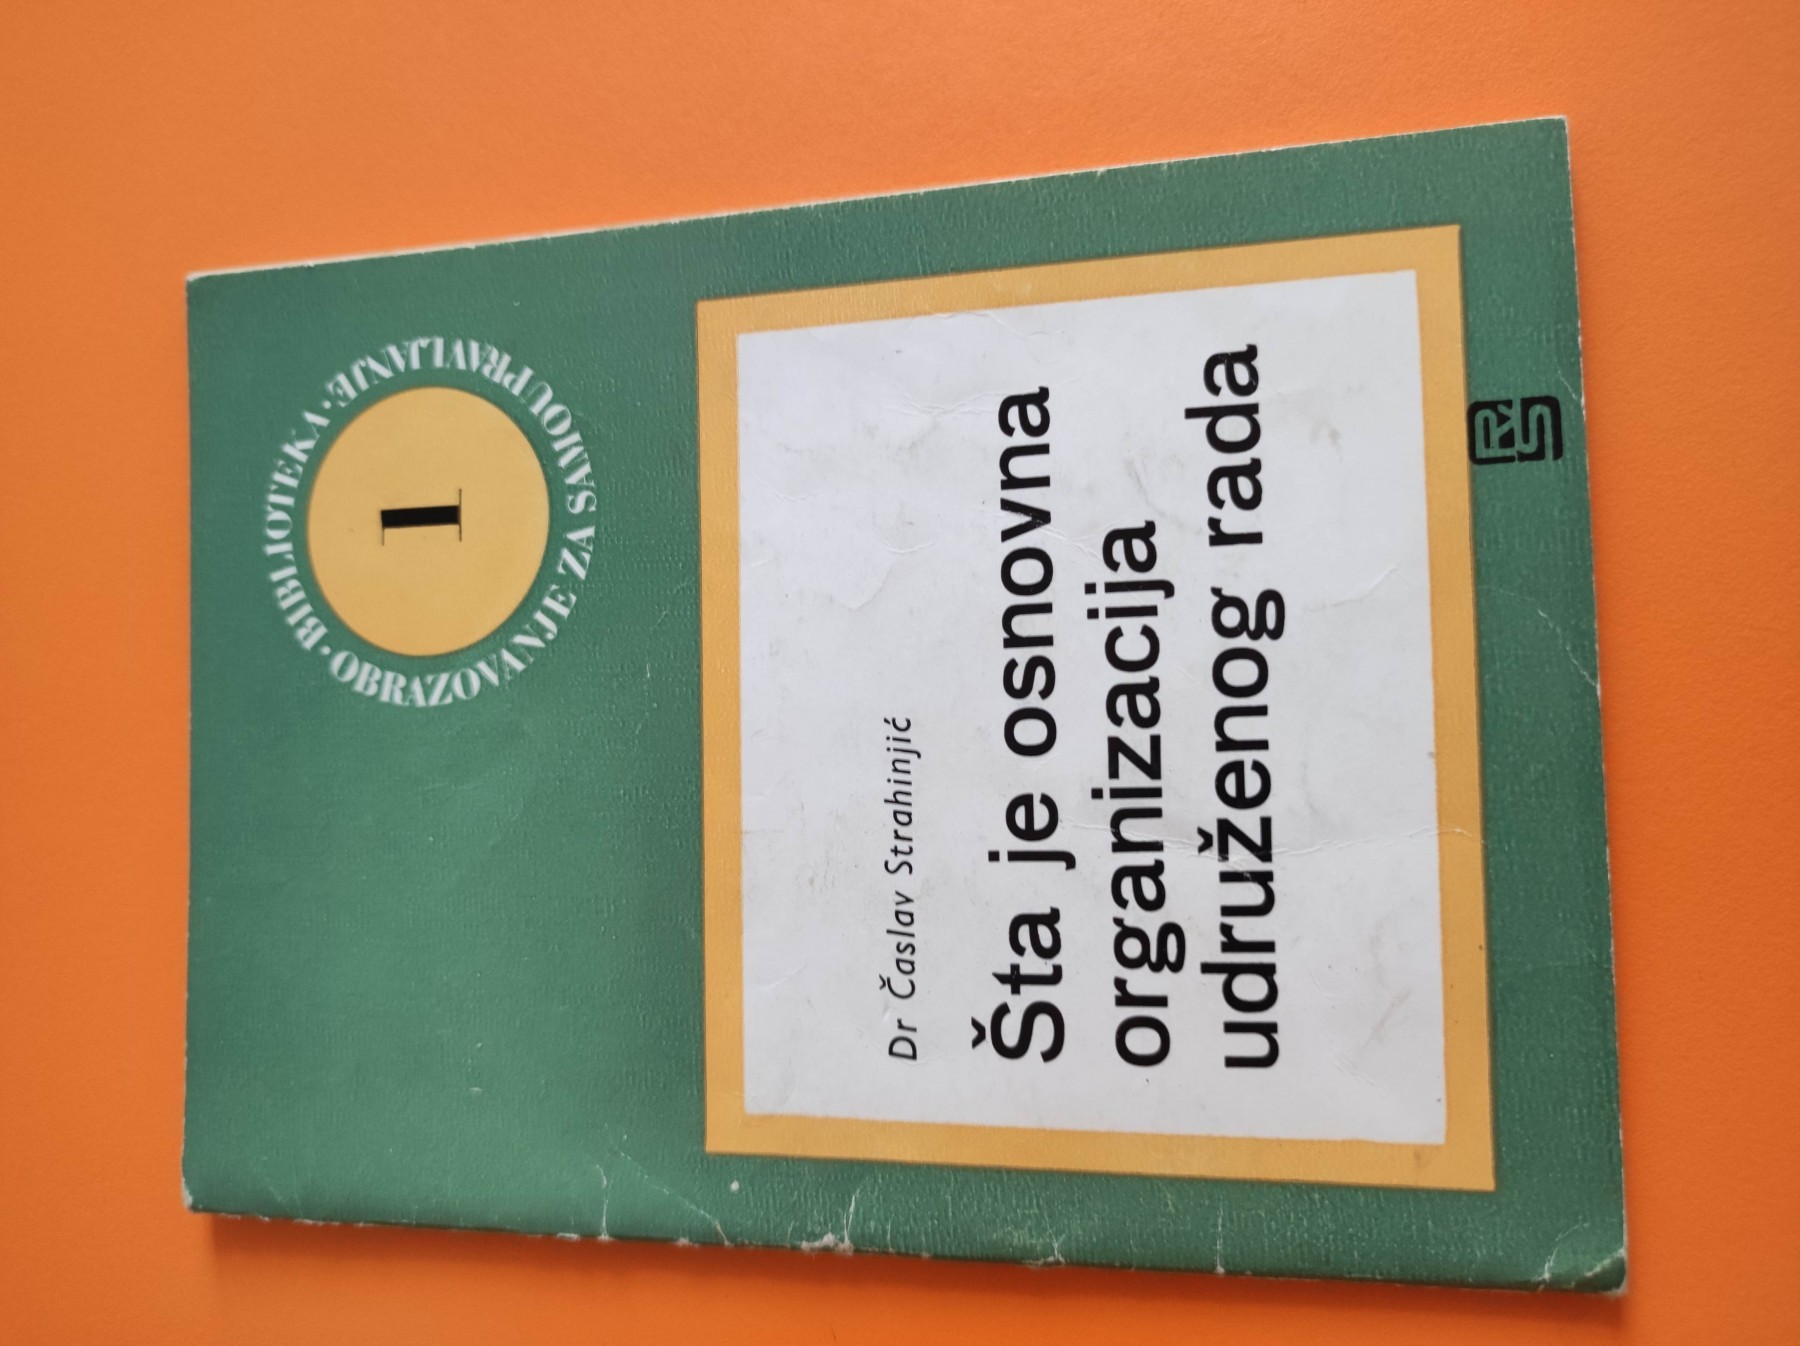 · BIBLIOTEKA ·
OBRAZOVANJE ZA SAMOUPRAVLJANJE
1
Dr Časlav Strahinjić
Šta je osnovna
organizacija
udruženog rada